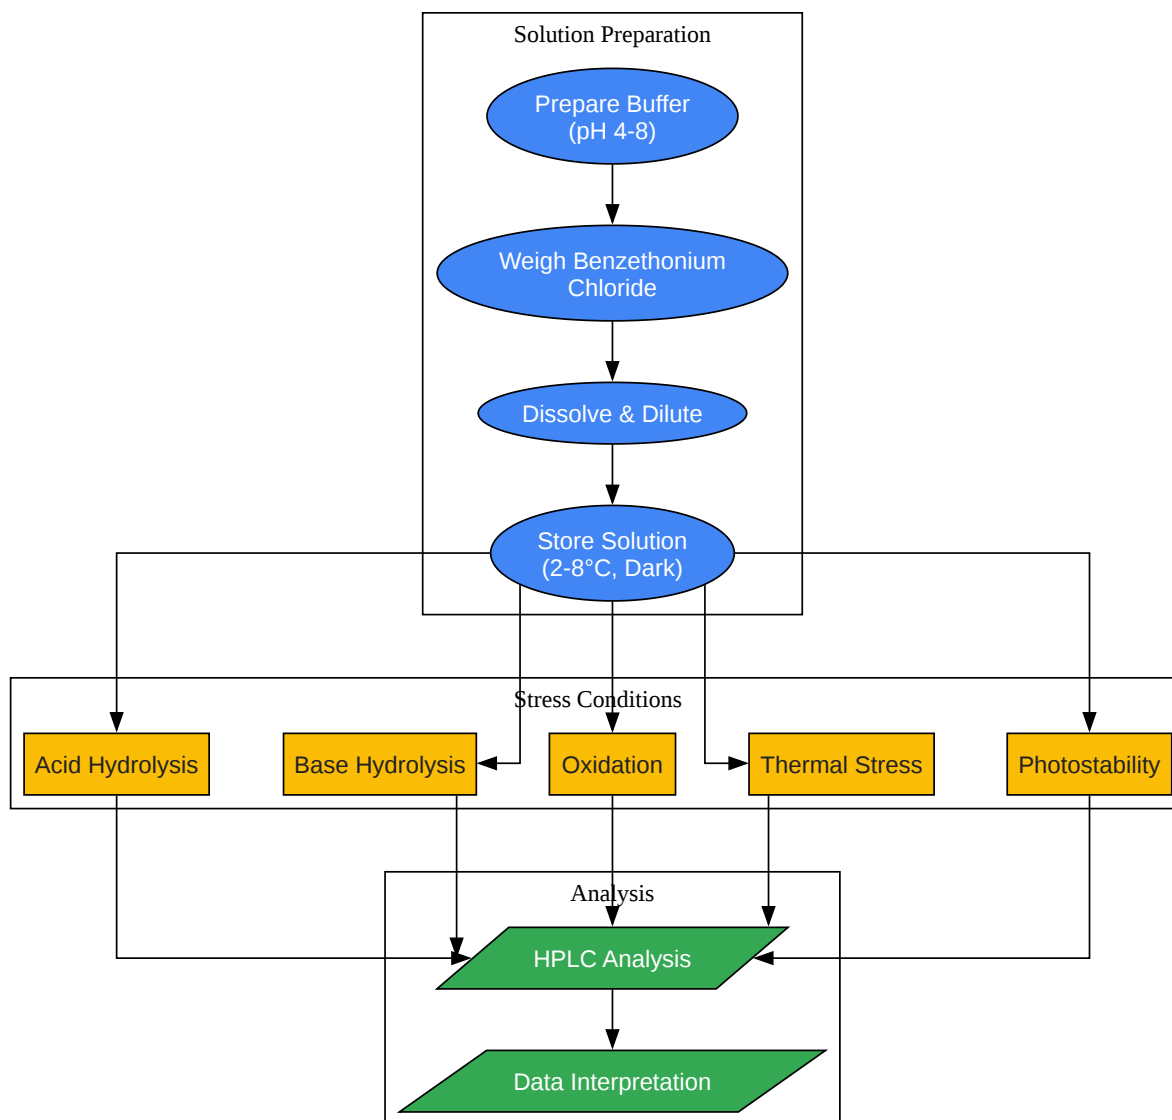 Solution Preparation
Prepare Buffer
(pH 4-8)
Weigh Benzethonium
Chloride
Dissolve & Dilute
Store Solution
(2-8°C, Dark)
Stress Conditions
Acid Hydrolysis
Base Hydrolysis
Oxidation
Thermal Stress
Photostability
Analysis
HPLC Analysis
Data Interpretation